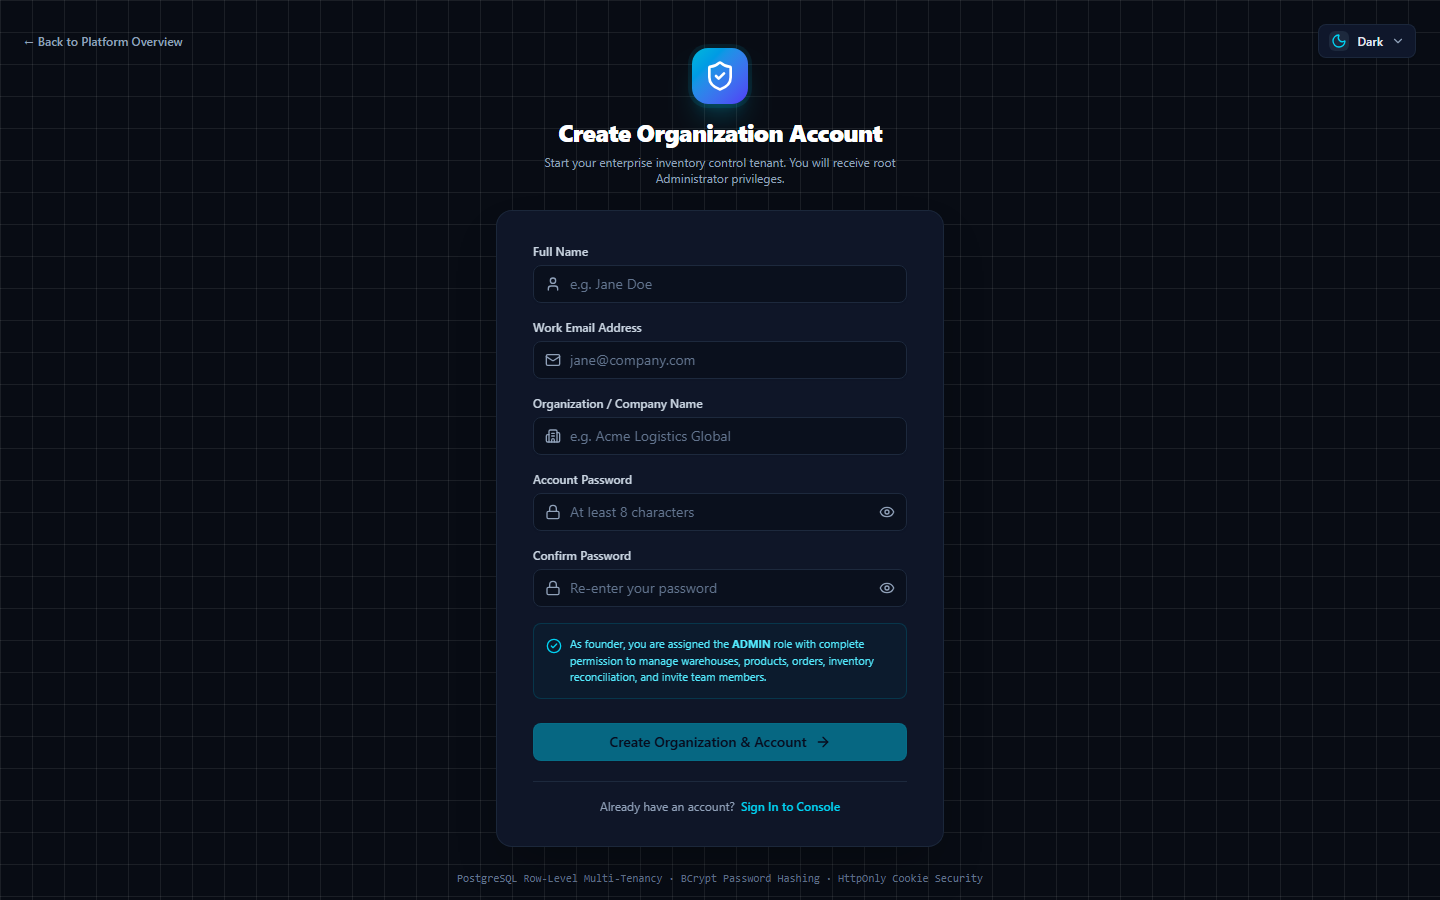 ← Back to Platform Overview
Dark
Create Organization Account
Start your enterprise inventory control tenant. You will receive root
Administrator privileges.
Full Name
e.g. Jane Doe
Work Email Address
jane@company.com
Organization / Company Name
e.g. Acme Logistics Global
Account Password
At least 8 characters
Confirm Password
Re-enter your password
As founder, you are assigned the ADMIN role with complete
permission to manage warehouses, products, orders, inventory
reconciliation, and invite team members.
Create Organization & Account →
Already have an account? Sign In to Console
PostgreSQL Row-Level Multi-Tenancy · BCrypt Password Hashing · HttpOnly Cookie Security